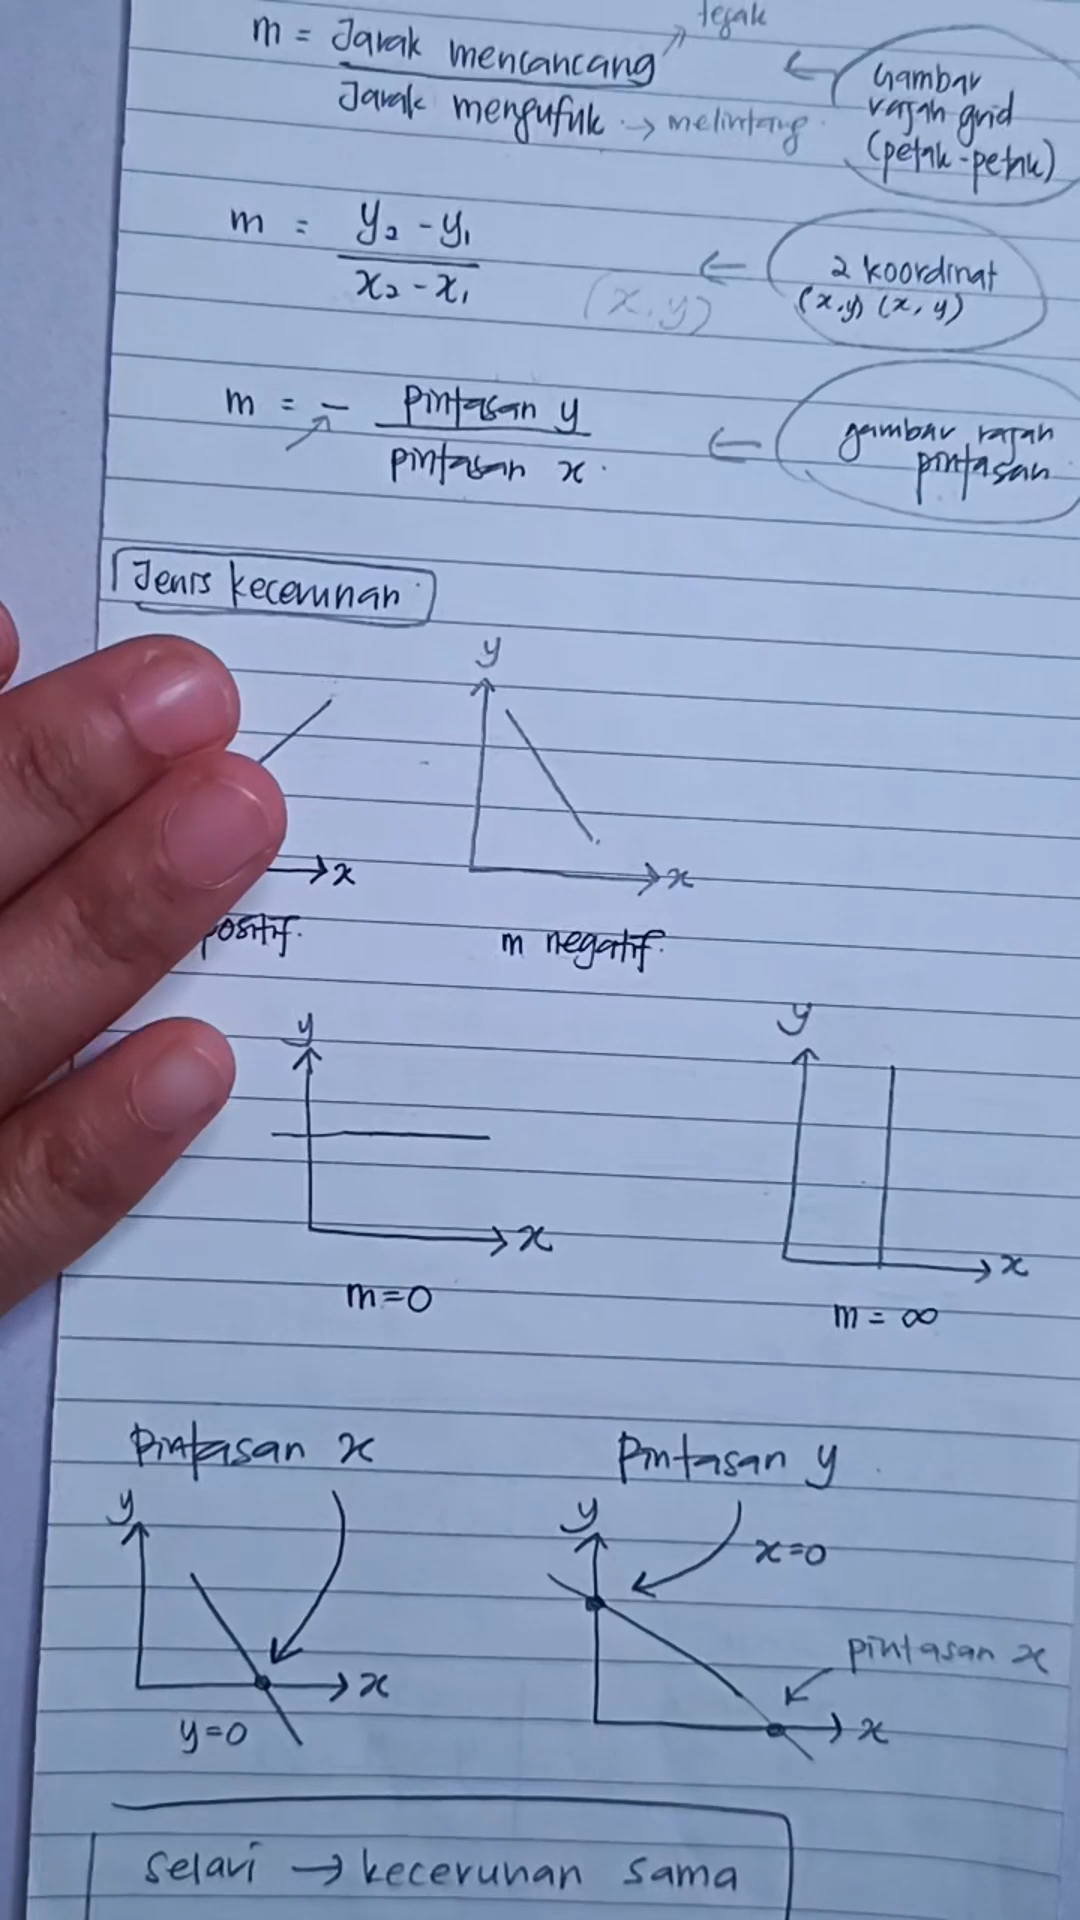 tegak
m = Jarak mencancang
Jarak mengufuk → melintang
Gambar
rajah grid
(petak-petak)
m = y₂ - y₁
x₂ - x₁
(x,y)
2 koordinat
(x,y) (x,y)
m = - pintasan y
pintasan x
gambar rajah
pintasan
Jenis kecerunan
y
x
positif.
x
m negatif.
y
x
m=0
y
x
m = ∞
Pintasan x
y
x
y=0
Pintasan y
y
x=0
pintasan x
x
selari → kecerunan sama